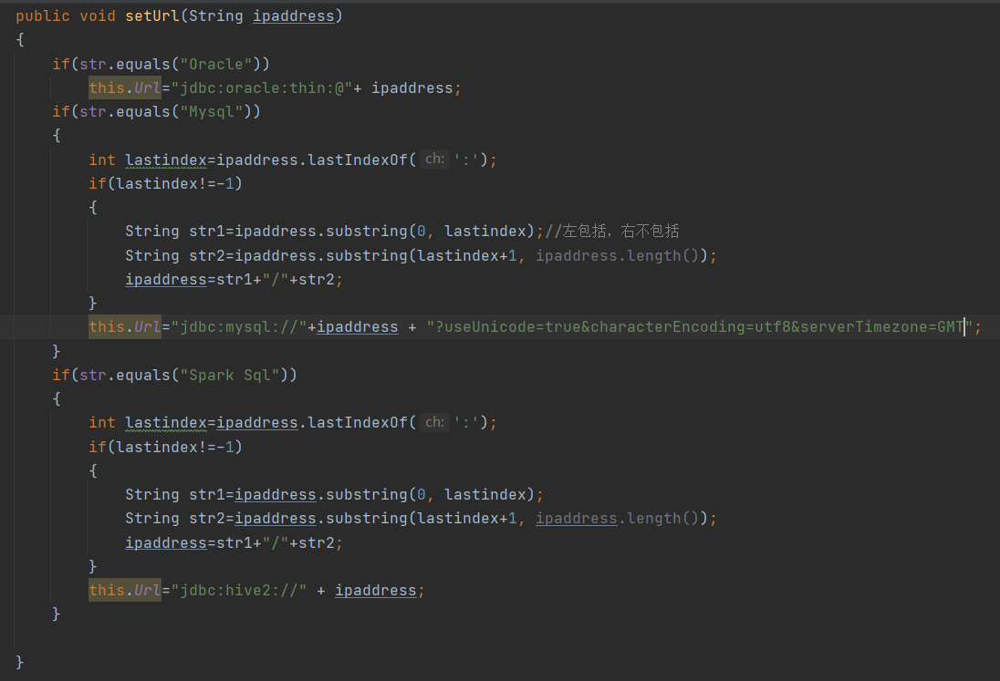 public void setUrl(String ipaddress)
{
    if(str.equals("Oracle"))
        this.Url="jdbc:oracle:thin:@"+ ipaddress;
    if(str.equals("Mysql"))
    {
        int lastindex=ipaddress.lastIndexOf( ch: ':');
        if(lastindex!=-1)
        {
            String str1=ipaddress.substring(0, lastindex);//左包括，右不包括
            String str2=ipaddress.substring(lastindex+1, ipaddress.length());
            ipaddress=str1+"/"+str2;
        }
        this.Url="jdbc:mysql://"+ipaddress + "?useUnicode=true&characterEncoding=utf8&serverTimezone=GMT";
    }
    if(str.equals("Spark Sql"))
    {
        int lastindex=ipaddress.lastIndexOf( ch: ':');
        if(lastindex!=-1)
        {
            String str1=ipaddress.substring(0, lastindex);
            String str2=ipaddress.substring(lastindex+1, ipaddress.length());
            ipaddress=str1+"/"+str2;
        }
        this.Url="jdbc:hive2://" + ipaddress;
    }
}